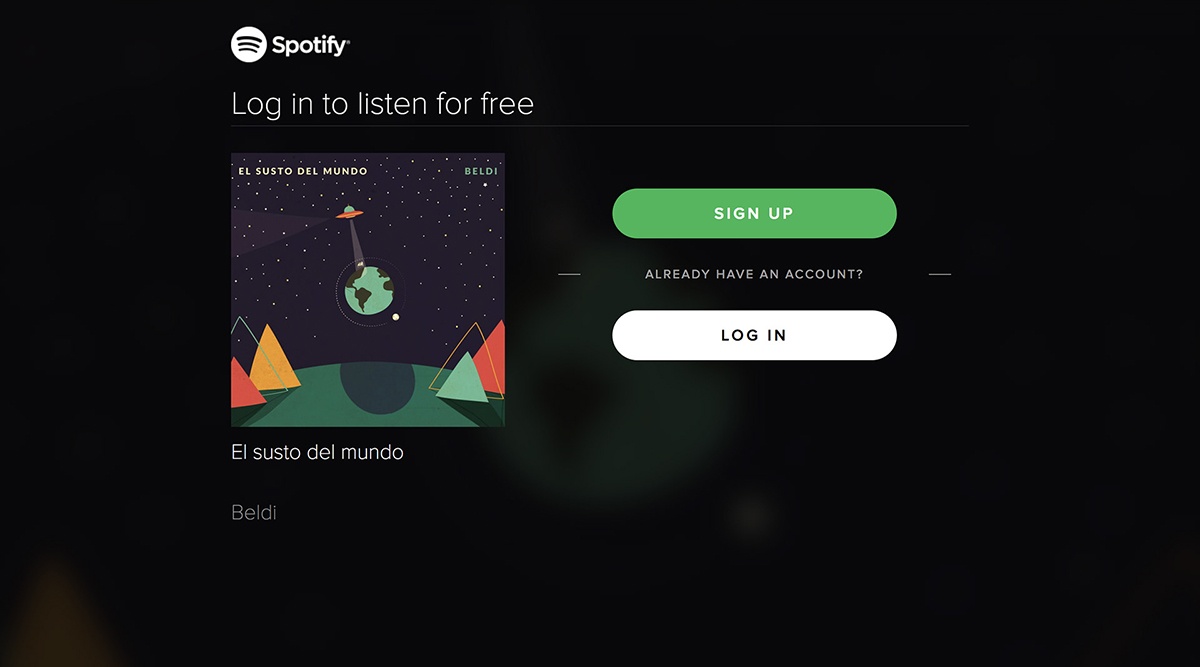 Spotify®
Log in to listen for free
EL SUSTO DEL MUNDO BELDI
El susto del mundo
Beldi
SIGN UP
ALREADY HAVE AN ACCOUNT?
LOG IN